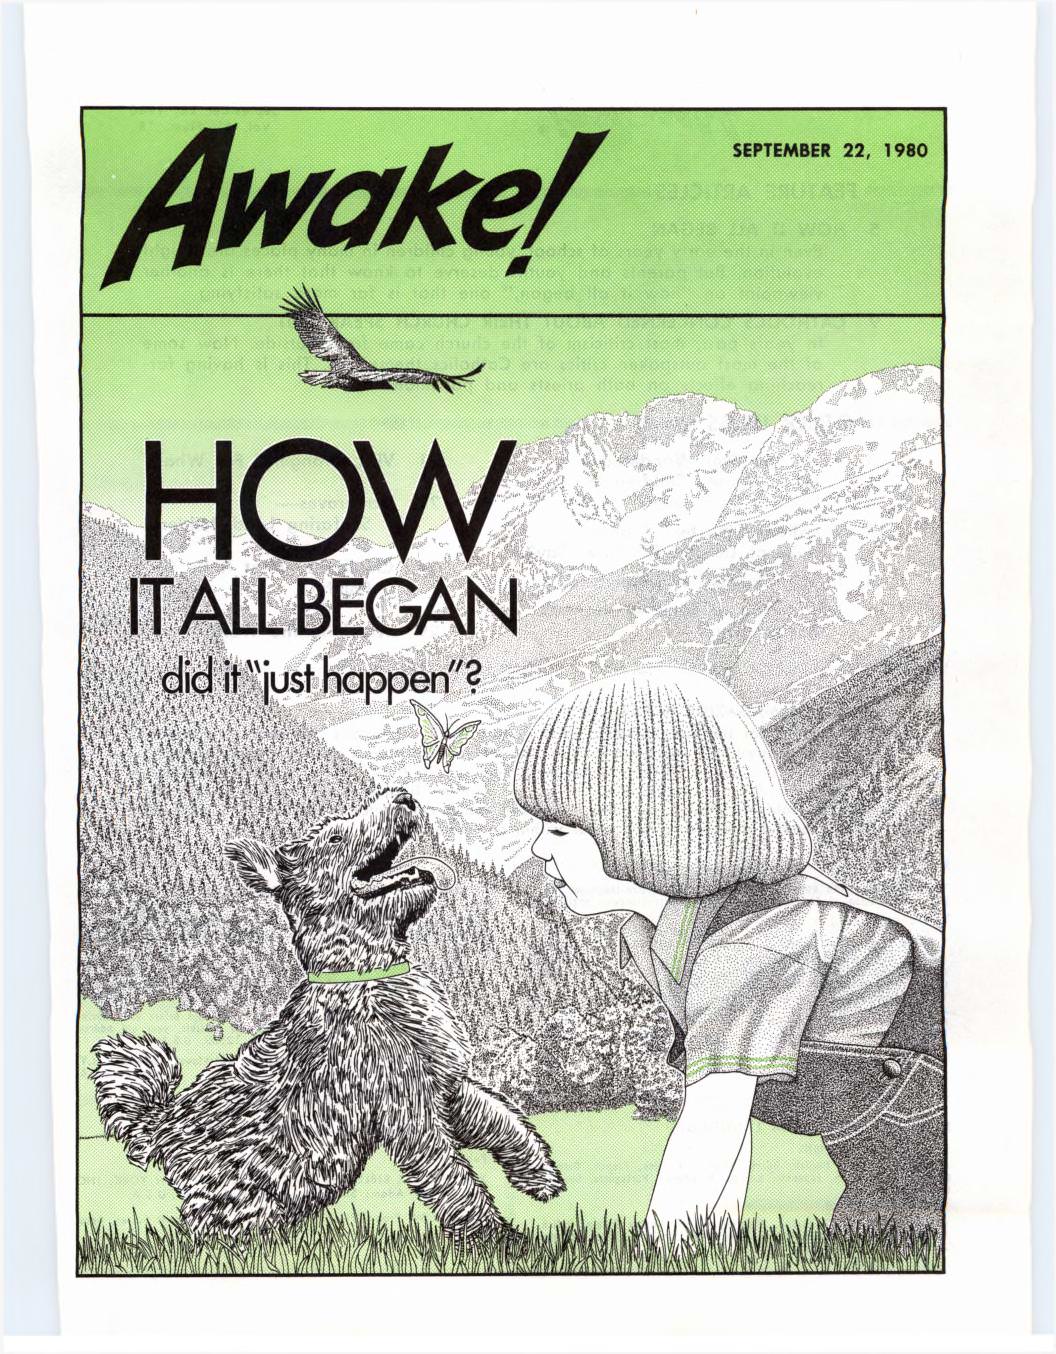 Awake!
SEPTEMBER 22, 1980
HOW
IT ALL BEGAN
did it "just happen"?